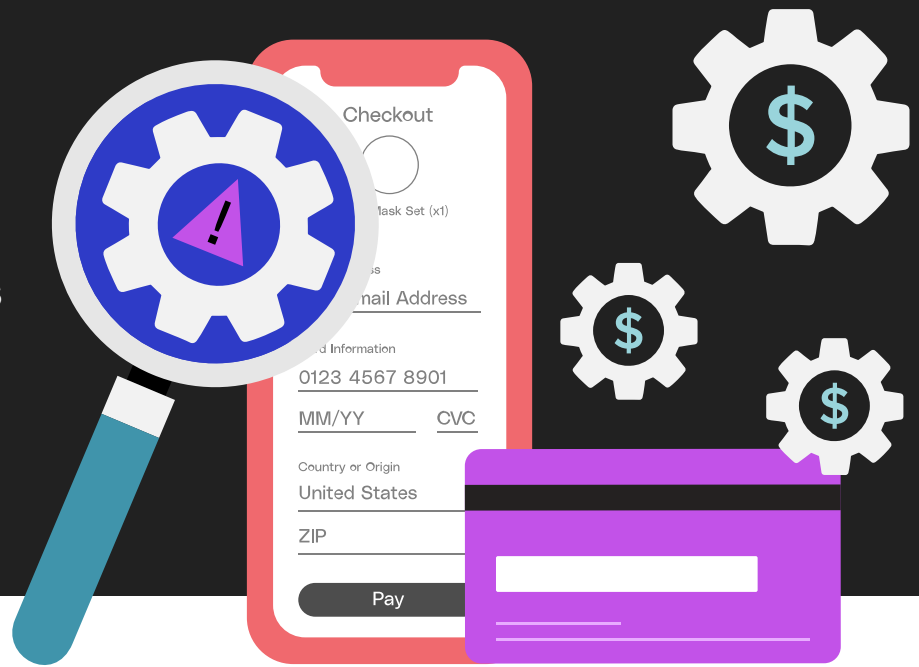 Checkout
Mask Set (x1)
mail Address
Information
0123 4567 8901
MM/YY CVC
Country or Origin
United States
ZIP
Pay
!
$
$
$